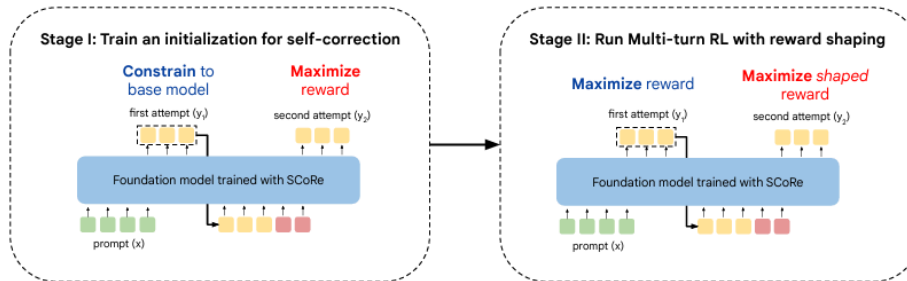 Stage I: Train an initialization for self-correction
Constrain to
base model
Maximize
reward
first attempt (y₁)
second attempt (y₂)
Foundation model trained with SCoRe
prompt (x)
Stage II: Run Multi-turn RL with reward shaping
Maximize reward
Maximize shaped
reward
first attempt (y₁)
second attempt (y₂)
Foundation model trained with SCoRe
prompt (x)